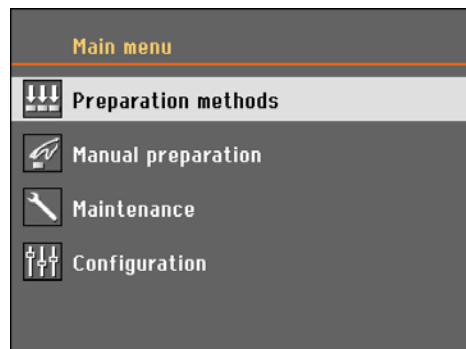 Main menu
Preparation methods
Manual preparation
Maintenance
Configuration